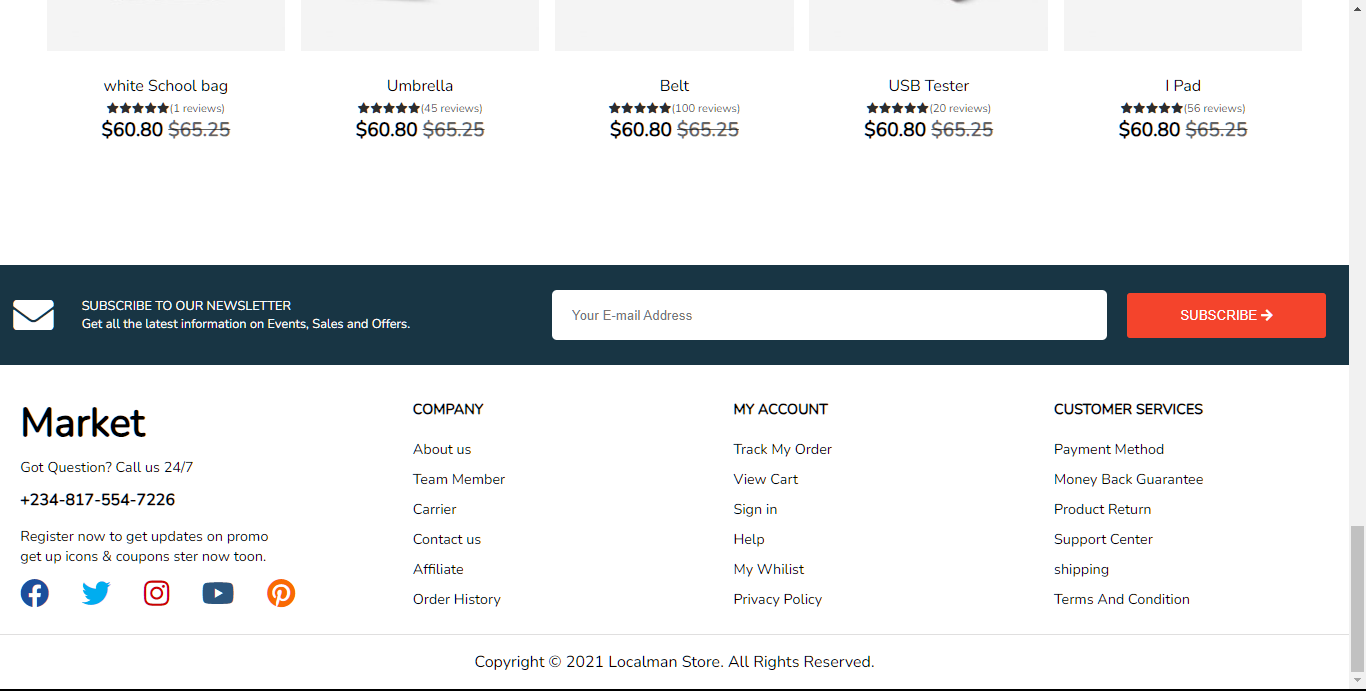 white School bag
(1 reviews)
$60.80 $65.25
Umbrella
(45 reviews)
$60.80 $65.25
Belt
(100 reviews)
$60.80 $65.25
USB Tester
(20 reviews)
$60.80 $65.25
I Pad
(56 reviews)
$60.80 $65.25
SUBSCRIBE TO OUR NEWSLETTER
Get all the latest information on Events, Sales and Offers.
Your E-mail Address
SUBSCRIBE
Market
Got Question? Call us 24/7
+234-817-554-7226
Register now to get updates on promo
get up icons & coupons ster now toon.
COMPANY
About us
Team Member
Carrier
Contact us
Affiliate
Order History
MY ACCOUNT
Track My Order
View Cart
Sign in
Help
My Whilist
Privacy Policy
CUSTOMER SERVICES
Payment Method
Money Back Guarantee
Product Return
Support Center
shipping
Terms And Condition
Copyright © 2021 Localman Store. All Rights Reserved.